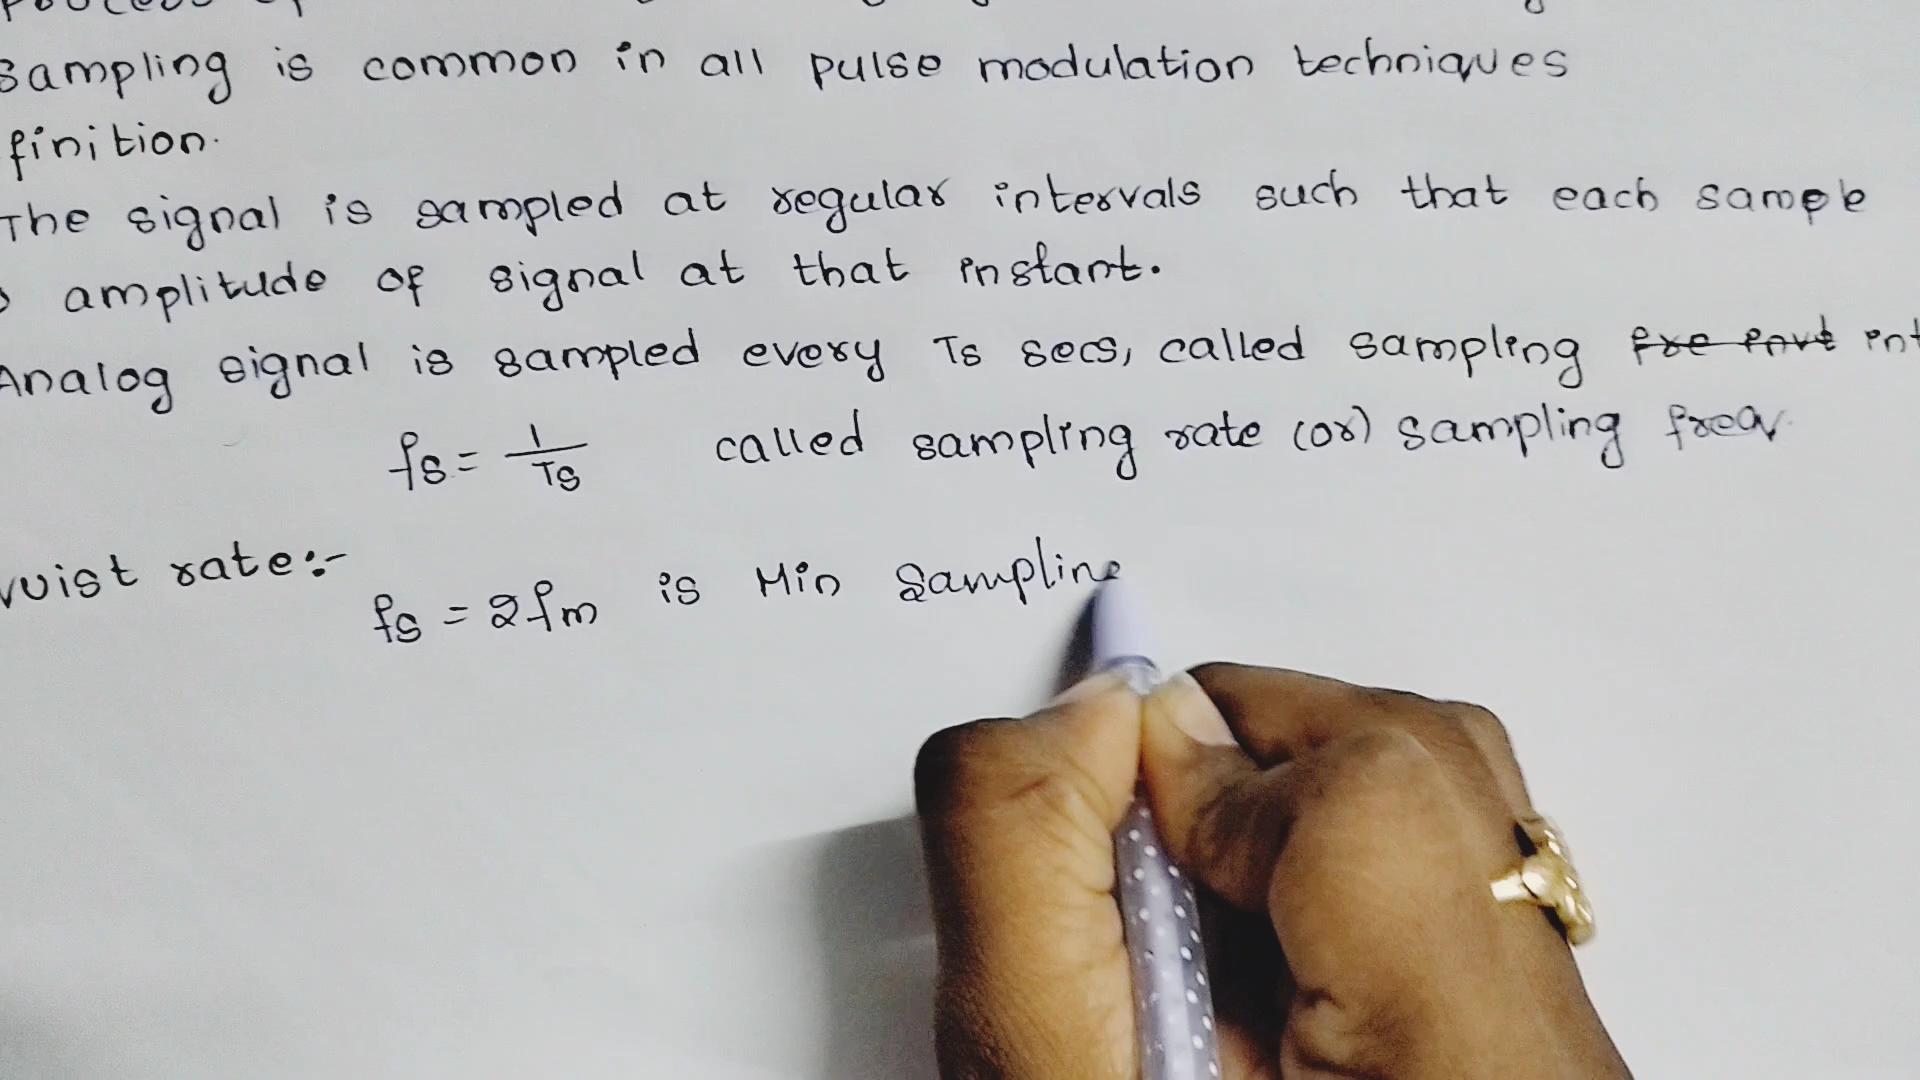 Sampling is common in all pulse modulation techniques
finition.
The signal is sampled at regular intervals such that each sample
amplitude of signal at that instant.
Analog signal is sampled every Ts secs, called sampling int
fs = 1/Ts called sampling rate (or) sampling freq.
uist rate:-
fs = 2fm is Min Sampling